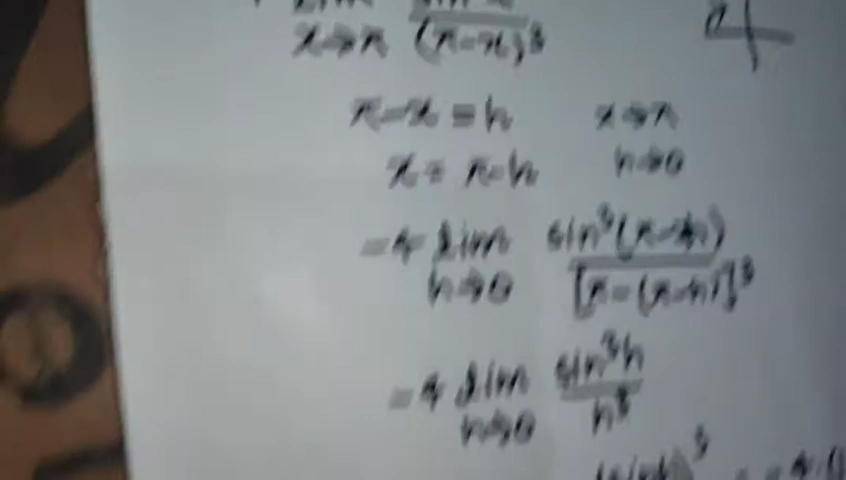 x→π (π-x)³
π-x = h x→π
x = π-h h→0
= 4 lim sin³(π-h)
h→0 [π-(π-h)]³
= 4 lim sin³h
h→0 h³